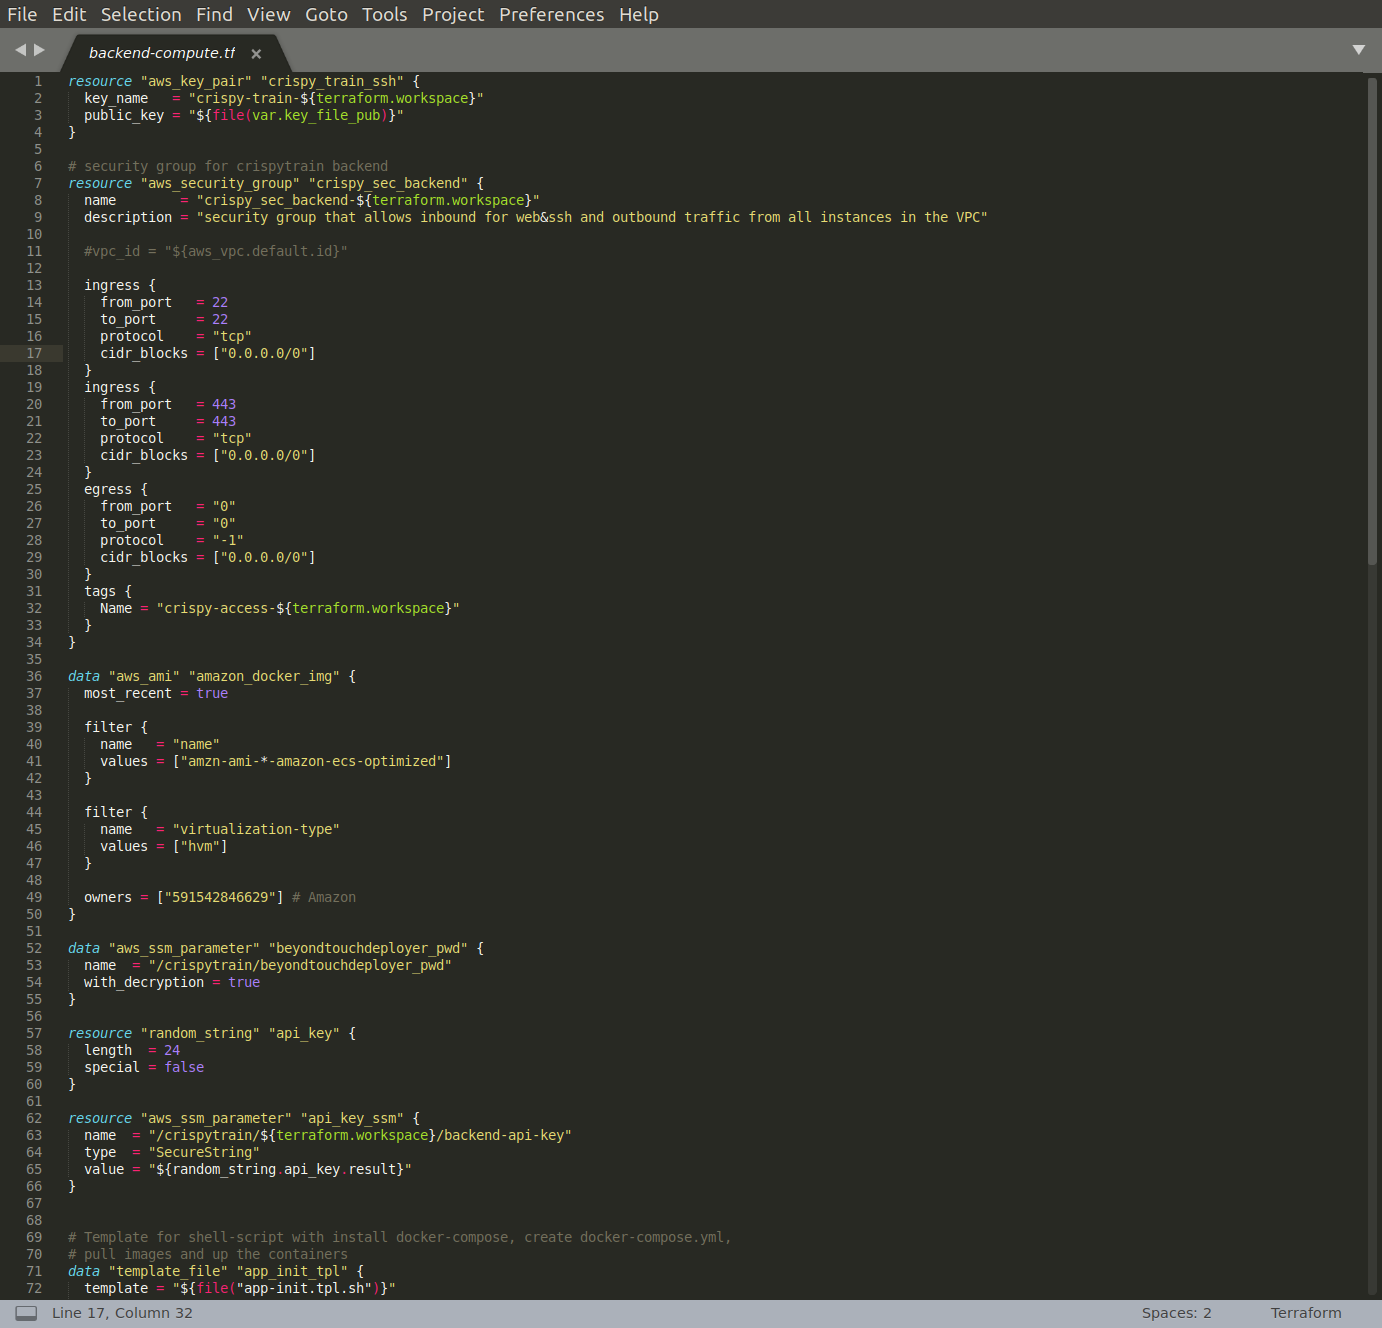 File Edit Selection Find View Goto Tools Project Preferences Help
backend-compute.tf ×
1 resource "aws_key_pair" "crispy_train_ssh" {
2   key_name   = "crispy-train-${terraform.workspace}"
3   public_key = "${file(var.key_file_pub)}"
4 }
5
6 # security group for crispytrain backend
7 resource "aws_security_group" "crispy_sec_backend" {
8   name        = "crispy_sec_backend-${terraform.workspace}"
9   description = "security group that allows inbound for web&ssh and outbound traffic from all instances in the VPC"
10
11   #vpc_id = "${aws_vpc.default.id}"
12
13   ingress {
14     from_port   = 22
15     to_port     = 22
16     protocol    = "tcp"
17     cidr_blocks = ["0.0.0.0/0"]
18   }
19   ingress {
20     from_port   = 443
21     to_port     = 443
22     protocol    = "tcp"
23     cidr_blocks = ["0.0.0.0/0"]
24   }
25   egress {
26     from_port   = "0"
27     to_port     = "0"
28     protocol    = "-1"
29     cidr_blocks = ["0.0.0.0/0"]
30   }
31   tags {
32     Name = "crispy-access-${terraform.workspace}"
33   }
34 }
35
36 data "aws_ami" "amazon_docker_img" {
37   most_recent = true
38
39   filter {
40     name   = "name"
41     values = ["amzn-ami-*-amazon-ecs-optimized"]
42   }
43
44   filter {
45     name   = "virtualization-type"
46     values = ["hvm"]
47   }
48
49   owners = ["591542846629"] # Amazon
50 }
51
52 data "aws_ssm_parameter" "beyondtouchdeployer_pwd" {
53   name  = "/crispytrain/beyondtouchdeployer_pwd"
54   with_decryption = true
55 }
56
57 resource "random_string" "api_key" {
58   length  = 24
59   special = false
60 }
61
62 resource "aws_ssm_parameter" "api_key_ssm" {
63   name  = "/crispytrain/${terraform.workspace}/backend-api-key"
64   type  = "SecureString"
65   value = "${random_string.api_key.result}"
66 }
67
68
69 # Template for shell-script with install docker-compose, create docker-compose.yml,
70 # pull images and up the containers
71 data "template_file" "app_init_tpl" {
72   template = "${file("app-init.tpl.sh")}"
Line 17, Column 32 Spaces: 2 Terraform